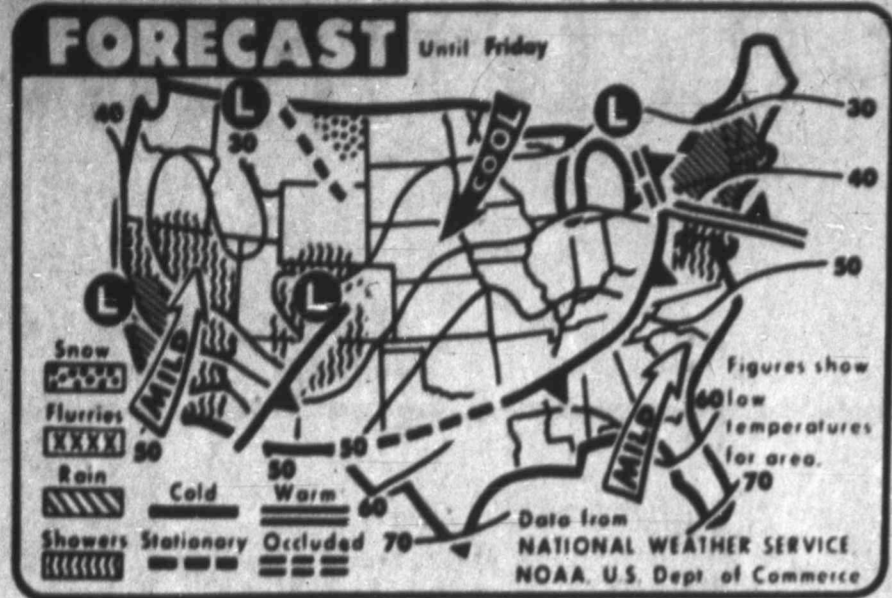 FORECAST Until Friday
L L
40 30 30
COOL
40
50
L L
Snow
MILD
Flurries
50
Rain
Cold Warm
Showers Stationary Occluded
50 50
60
70
MILD
Figures show
60 low
temperatures
for area.
70
Data from
NATIONAL WEATHER SERVICE
NOAA, U.S. Dept of Commerce